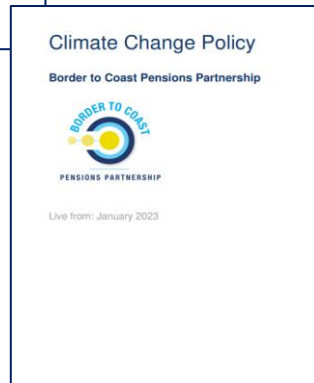 Climate Change Policy
Border to Coast Pensions Partnership
BORDER TO COAST
PENSIONS PARTNERSHIP
Live from: January 2023